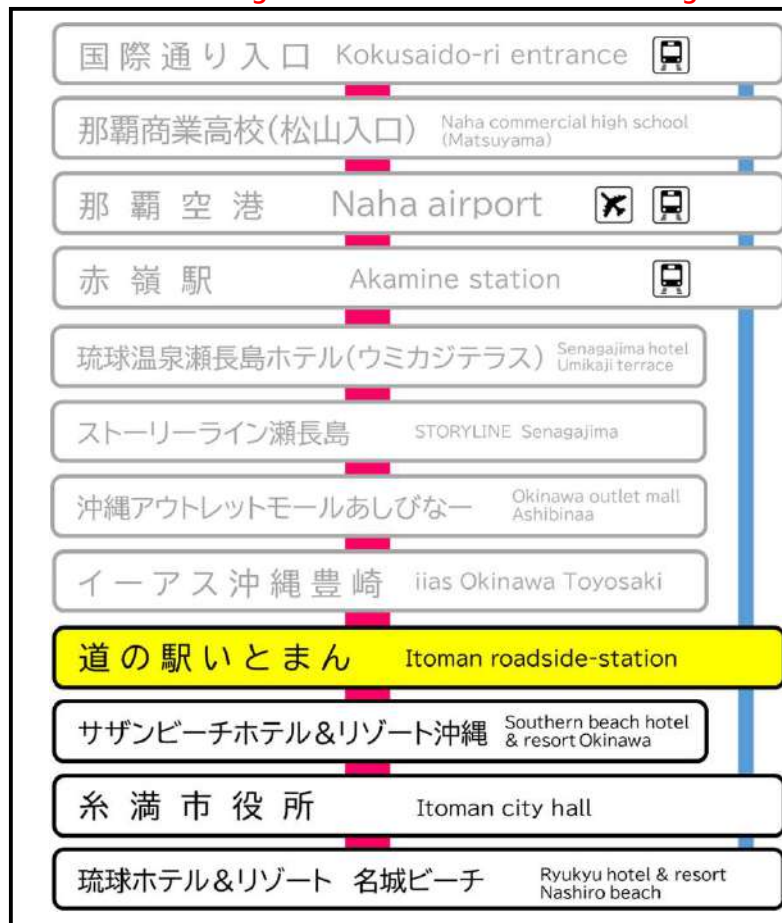 国際通り入口 Kokusaido-ri entrance
那覇商業高校(松山入口) Naha commercial high school
(Matsuyama)
那覇空港 Naha airport
赤嶺駅 Akamine station
琉球温泉瀬長島ホテル(ウミカジテラス) Senagajima hotel
Umikaji terrace
ストーリーライン瀬長島 STORYLINE Senagajima
沖縄アウトレットモールあしびなー Okinawa outlet mall
Ashibinaa
イーアス沖縄豊崎 iias Okinawa Toyosaki
道の駅いとまん Itoman roadside-station
サザンビーチホテル&リゾート沖縄 Southern beach hotel
& resort Okinawa
糸満市役所 Itoman city hall
琉球ホテル&リゾート 名城ビーチ Ryukyu hotel & resort
Nashiro beach